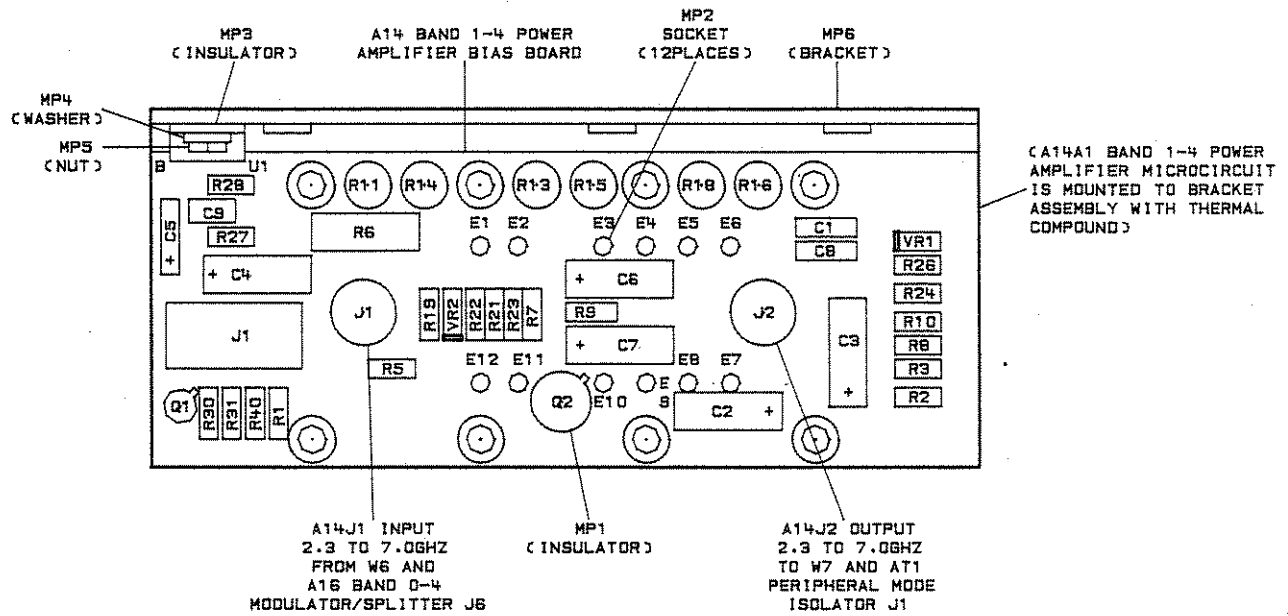 MP3
(INSULATOR)
A14 BAND 1-4 POWER
AMPLIFIER BIAS BOARD
MP2
SOCKET
(12PLACES)
MP6
(BRACKET)
MP4
(WASHER)
MP5
(NUT)
B
U1
(A14A1 BAND 1-4 POWER
AMPLIFIER MICROCIRCUIT
IS MOUNTED TO BRACKET
ASSEMBLY WITH THERMAL
COMPOUND)
R28
R11
R14
R13
R15
R18
R16
C5
+
C9
R27
R6
E1
E2
E3
E4
E5
E6
C1
C8
VR1
R26
+
C4
+
C6
R24
J1
J1
R19
VR2
R22
R21
R23
R7
R9
J2
C3
+
R10
R8
+
C7
R5
E12
E11
E8
E7
R3
R2
Q1
R30
R31
R40
R1
Q2
E10
E
9
C2
+
A14J1 INPUT
2.3 TO 7.0GHZ
FROM W6 AND
A16 BAND 0-4
MODULATOR/SPLITTER J6
MP1
(INSULATOR)
A14J2 OUTPUT
2.3 TO 7.0GHZ
TO W7 AND AT1
PERIPHERAL MODE
ISOLATOR J1